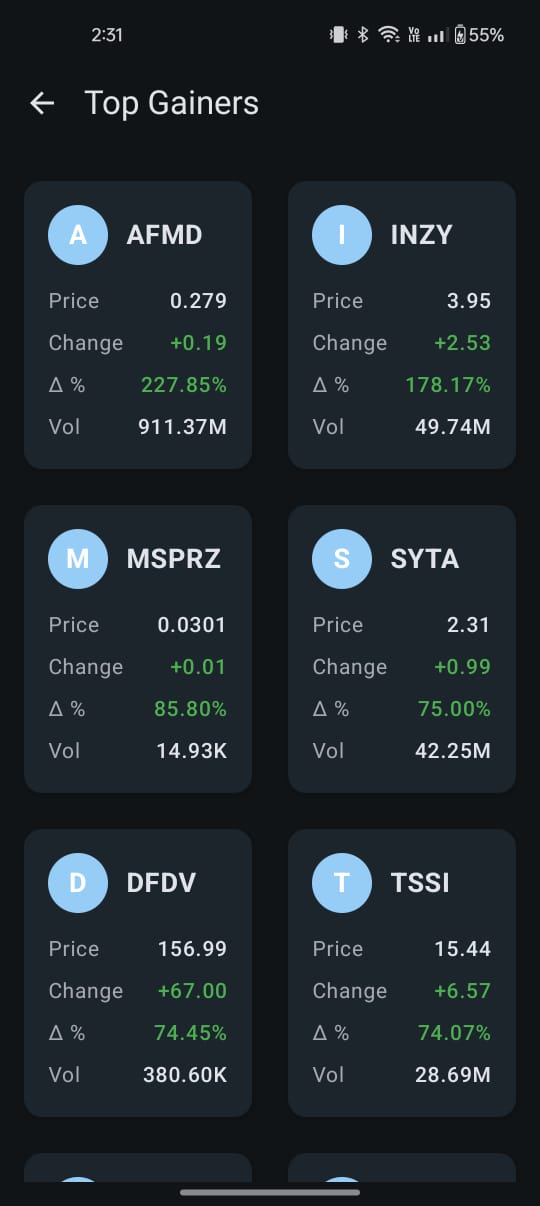 2:31 Vo LTE 55%
Top Gainers
A AFMD
Price 0.279
Change +0.19
Δ % 227.85%
Vol 911.37M
I INZY
Price 3.95
Change +2.53
Δ % 178.17%
Vol 49.74M
M MSPRZ
Price 0.0301
Change +0.01
Δ % 85.80%
Vol 14.93K
S SYTA
Price 2.31
Change +0.99
Δ % 75.00%
Vol 42.25M
D DFDV
Price 156.99
Change +67.00
Δ % 74.45%
Vol 380.60K
T TSSI
Price 15.44
Change +6.57
Δ % 74.07%
Vol 28.69M